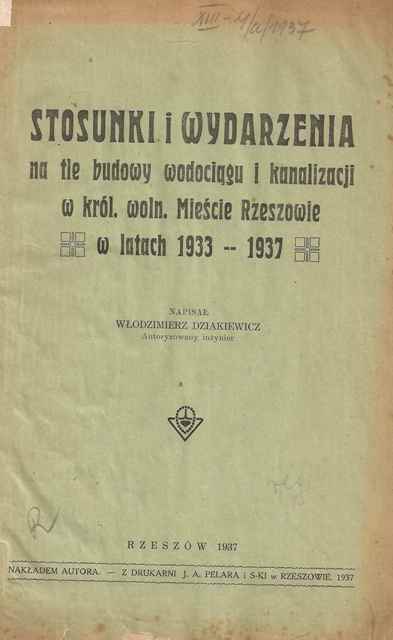 XIII-4/a/1937
STOSUNKI i WYDARZENIA
na tle budowy wodociągu i kanalizacji
w król. woln. Mieście Rzeszowie
w latach 1933 -- 1937
NAPISAŁ
WŁODZIMIERZ DZIAKIEWICZ
Autoryzowany inżynier
RZESZÓW 1937
NAKŁADEM AUTORA. — Z DRUKARNI J. A. PELARA i S-KI w RZESZOWIE. 1937